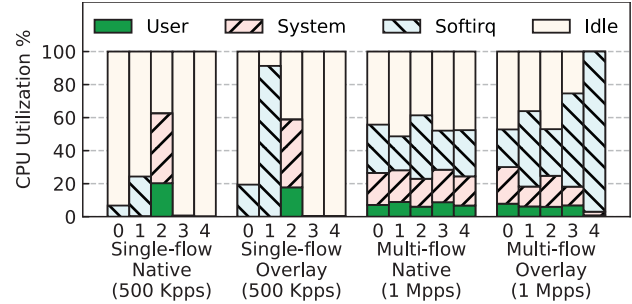 User System Softirq Idle
100
80
60
40
20
0
CPU Utilization %
0 1 2 3 4 0 1 2 3 4 0 1 2 3 4 0 1 2 3 4
Single-flow Single-flow Multi-flow Multi-flow
Native Overlay Native Overlay
(500 Kpps) (500 Kpps) (1 Mpps) (1 Mpps)